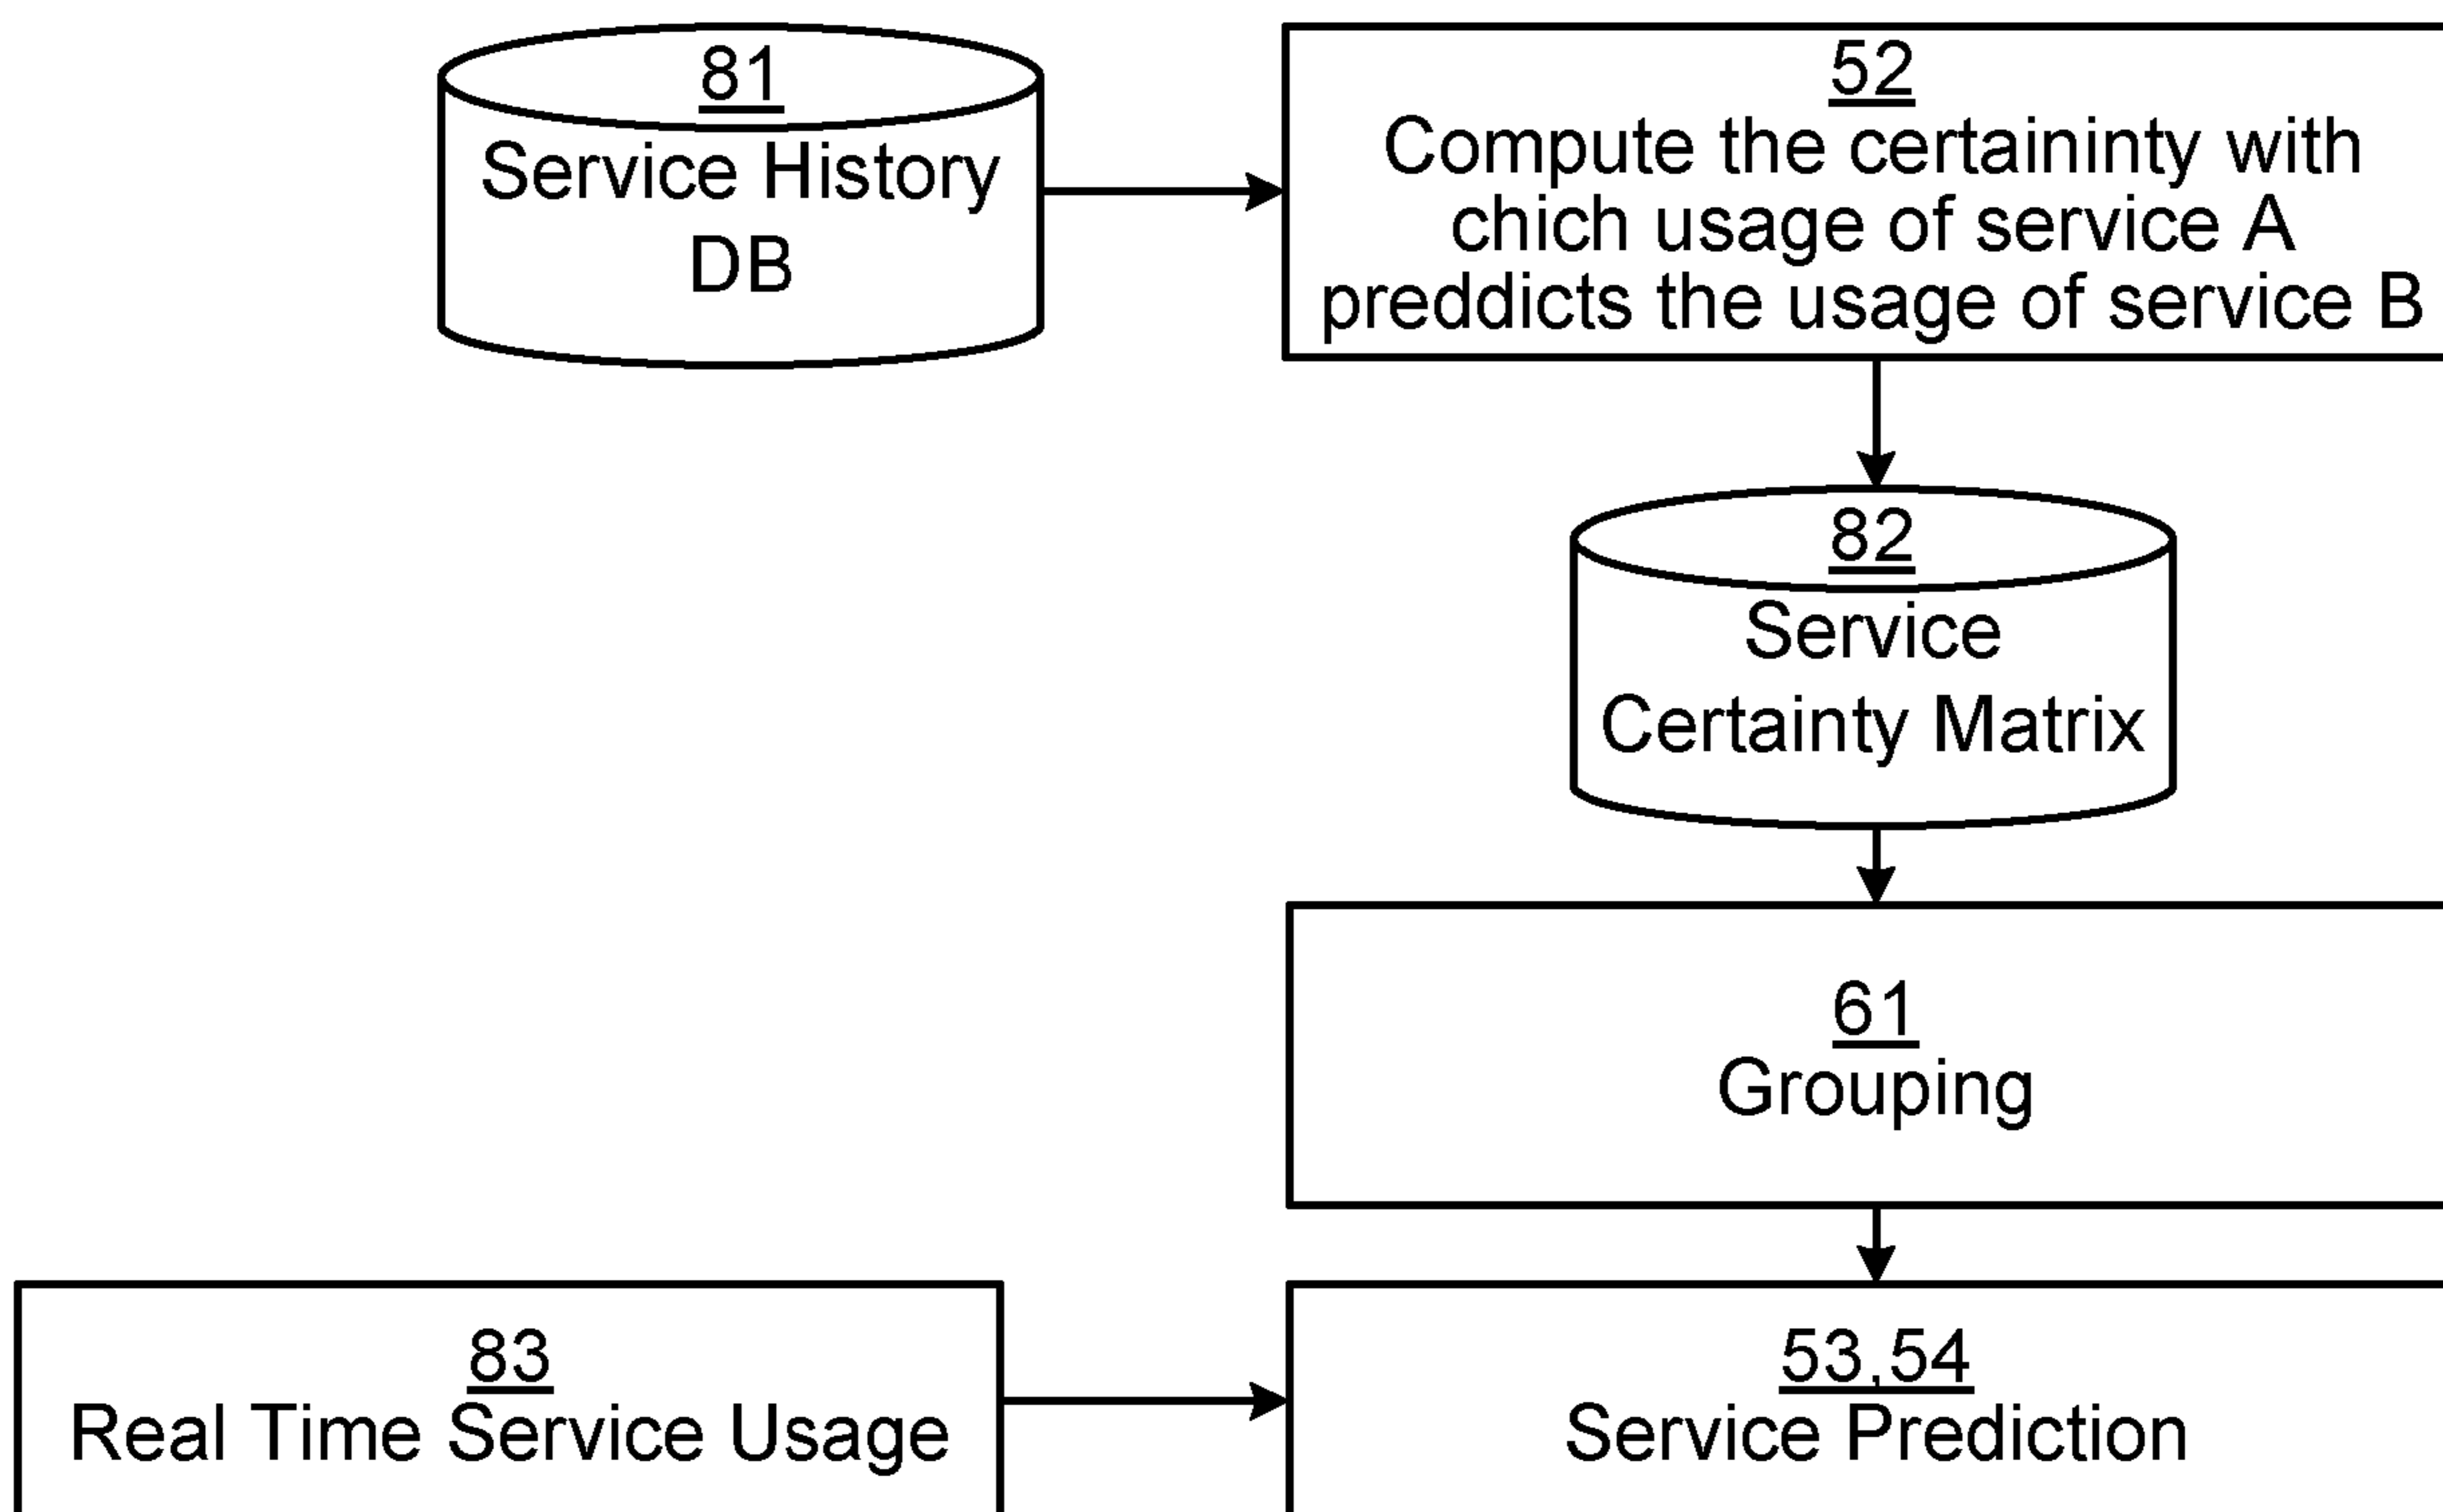 81
Service History
DB
52
Compute the certaininty with
chich usage of service A
preddicts the usage of service B
82
Service
Certainty Matrix
61
Grouping
83
Real Time Service Usage
53,54
Service Prediction